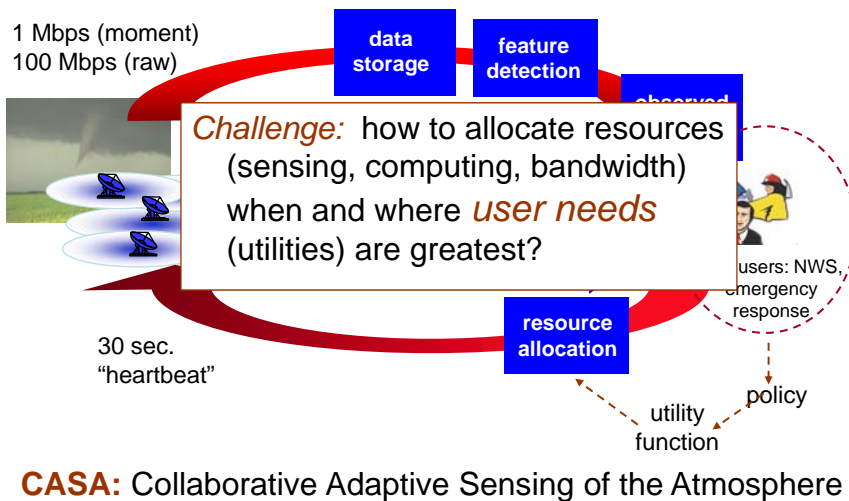 1 Mbps (moment)
100 Mbps (raw)
data
storage
feature
detection
observed
Challenge: how to allocate resources
(sensing, computing, bandwidth)
when and where user needs
(utilities) are greatest?
users: NWS,
emergency
response
resource
allocation
30 sec.
“heartbeat”
policy
utility
function
CASA: Collaborative Adaptive Sensing of the Atmosphere